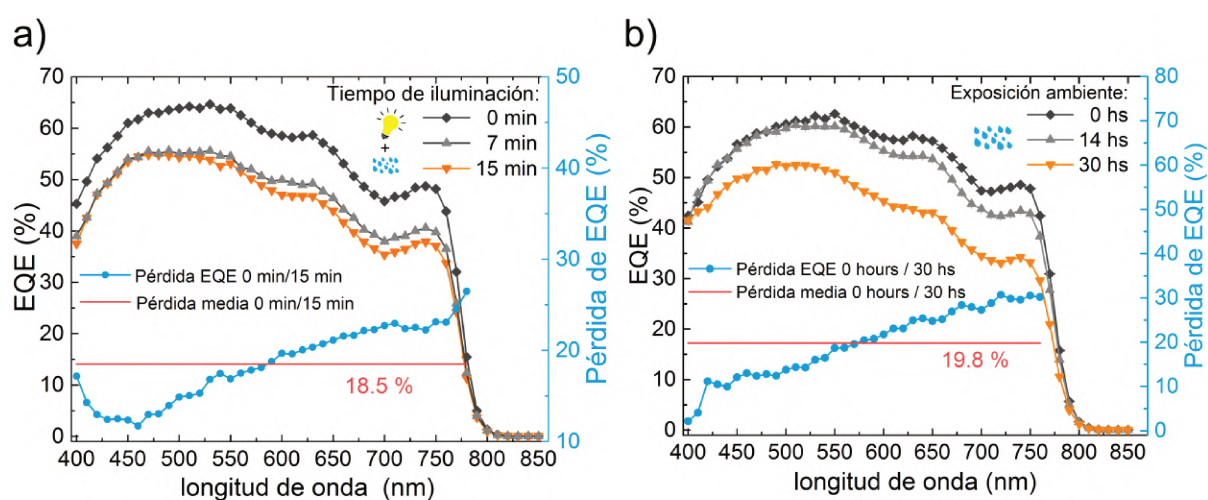 a)
70
60
50
40
30
20
10
0
EQE (%)
400 450 500 550 600 650 700 750 800 850
longitud de onda (nm)
50
40
30
20
10
Pérdida de EQE (%)
Tiempo de iluminación:
+
0 min
7 min
15 min
Pérdida EQE 0 min/15 min
Pérdida media 0 min/15 min
18.5 %
b)
70
60
50
40
30
20
10
0
EQE (%)
400 450 500 550 600 650 700 750 800 850
longitud de onda (nm)
80
70
60
50
40
30
20
10
0
Pérdida de EQE (%)
Exposición ambiente:
0 hs
14 hs
30 hs
Pérdida EQE 0 hours / 30 hs
Pérdida media 0 hours / 30 hs
19.8 %